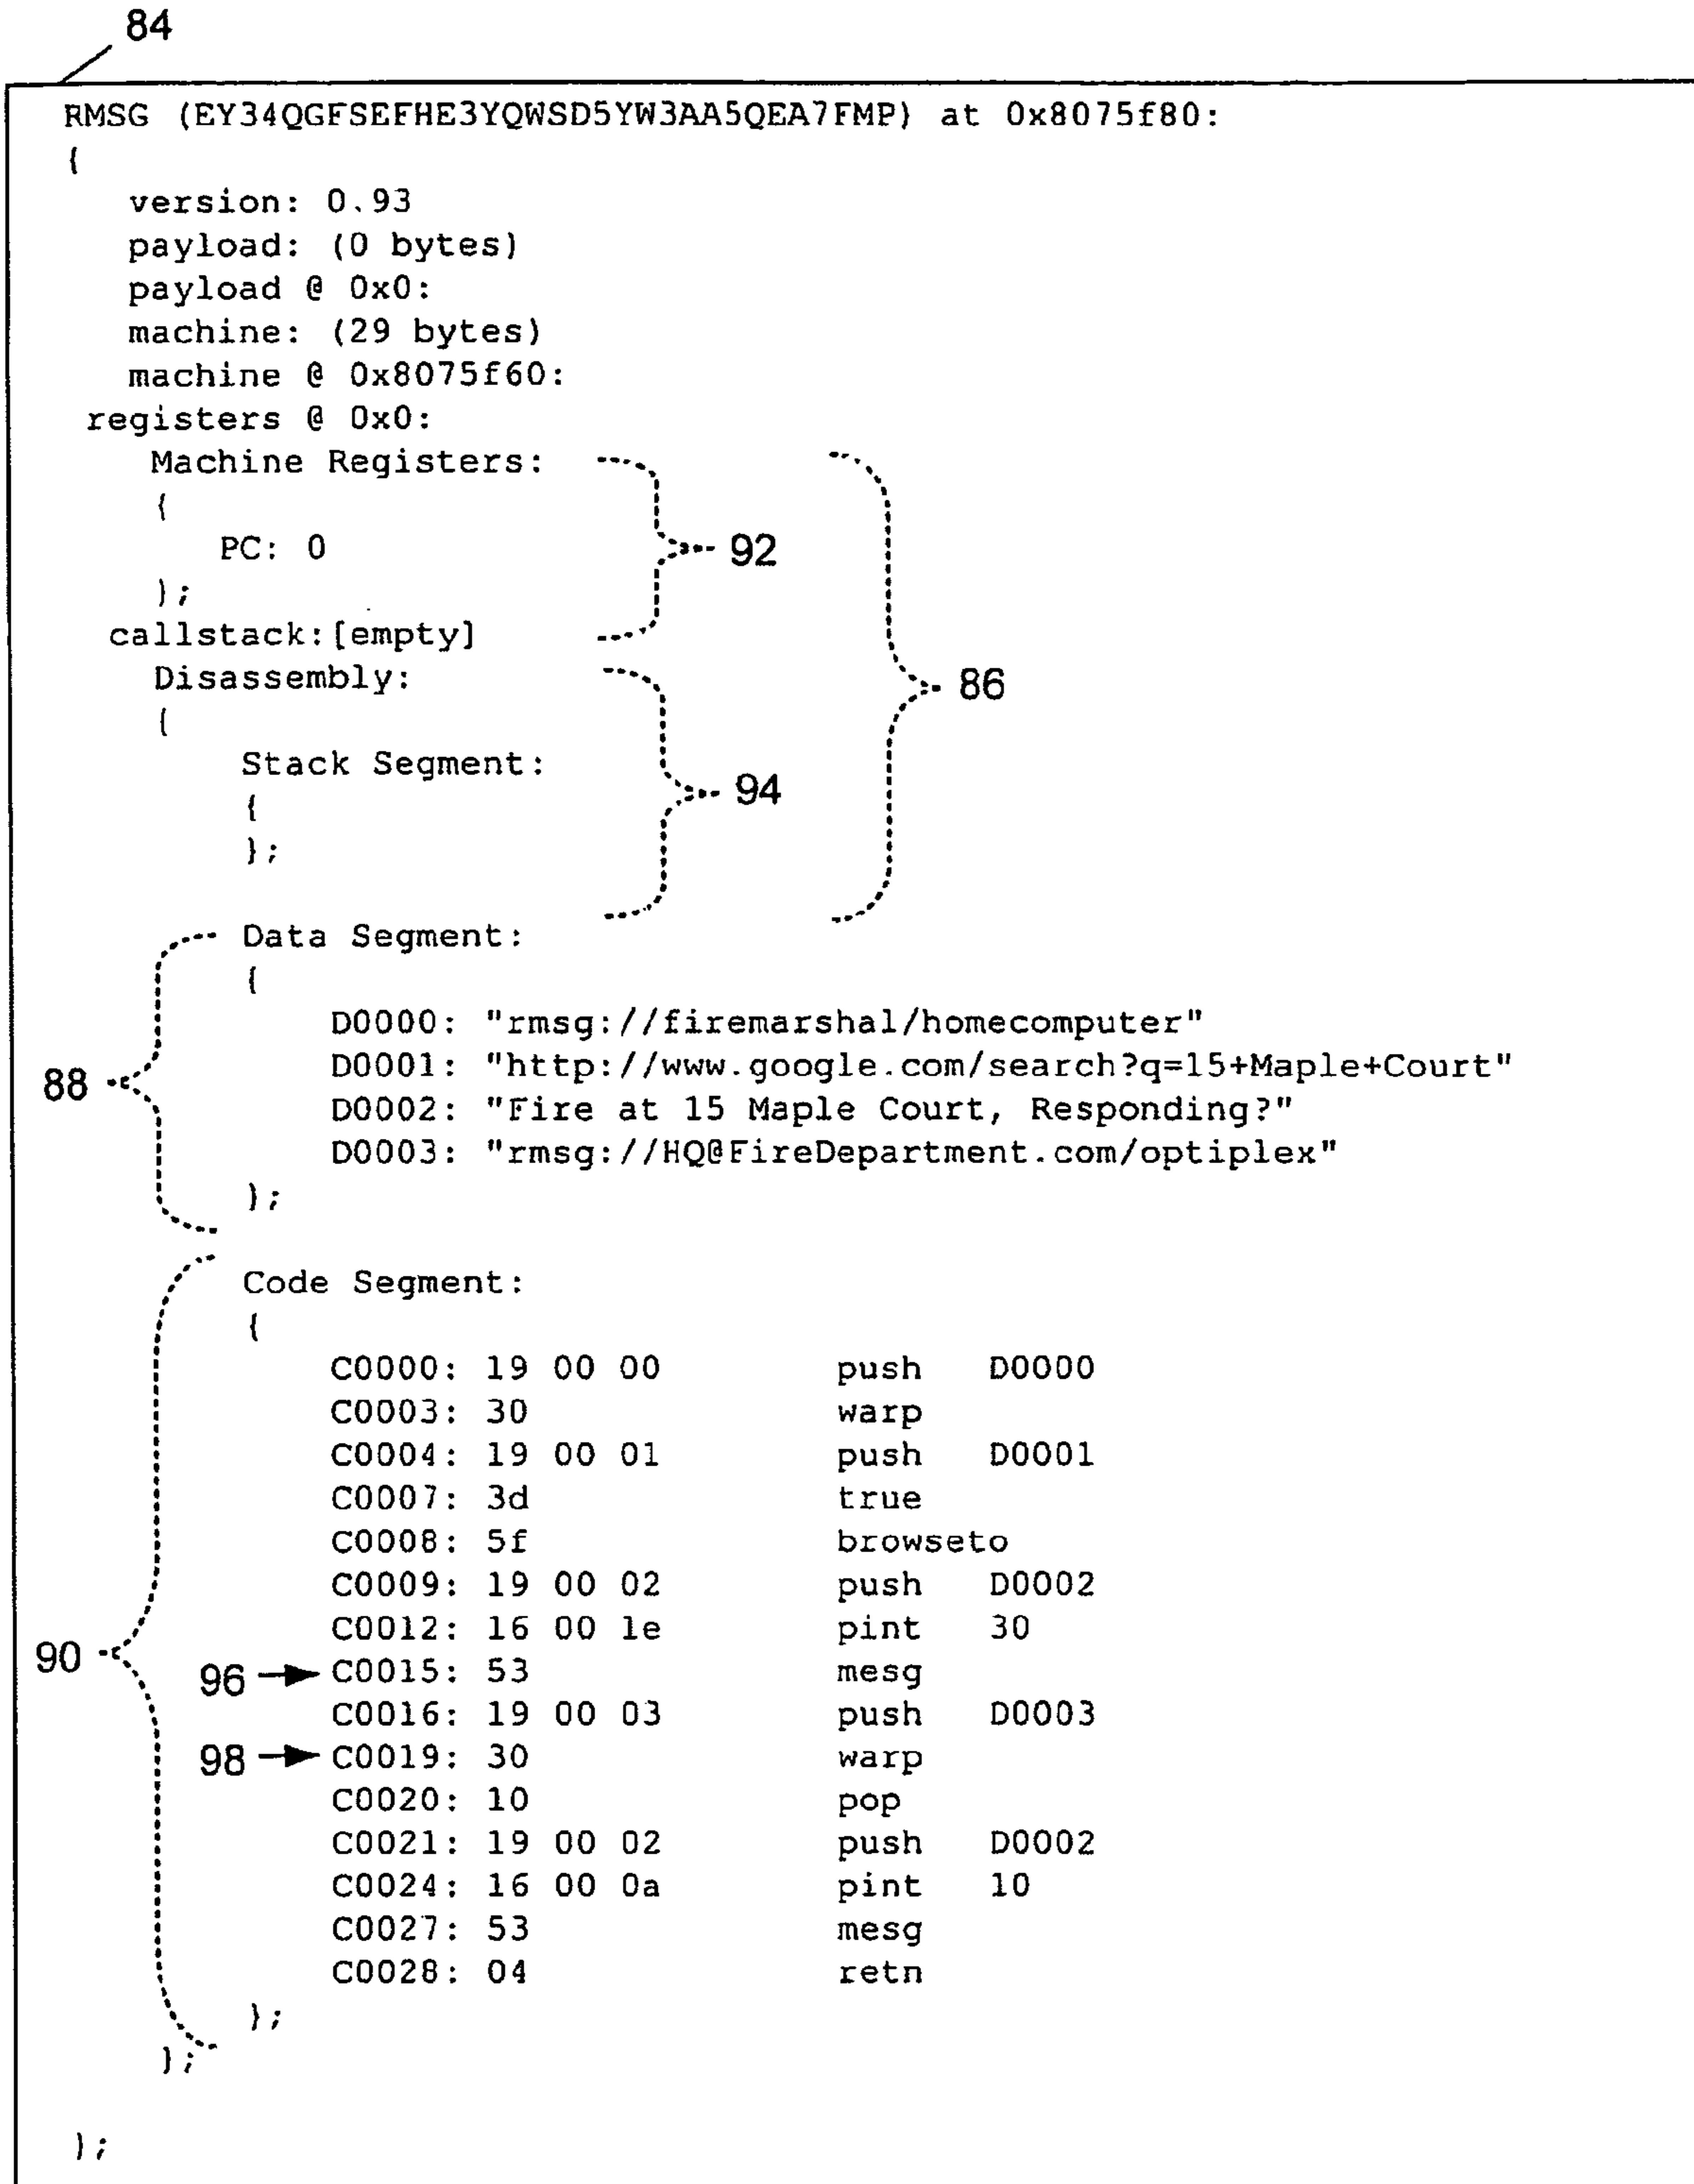 84
RMSG (EY34QGFSEFHE3YQWSD5YW3AA5QEA7FMP) at 0x8075f80:
{
version: 0.93
payload: (0 bytes)
payload @ 0x0:
machine: (29 bytes)
machine @ 0x8075f60:
registers @ 0x0:
Machine Registers:
{
PC: 0
};
92
callstack:[empty]
Disassembly:
86
{
Stack Segment:
94
{
};
Data Segment:
{
D0000: "rmsg://firemarshal/homecomputer"
88
D0001: "http://www.google.com/search?q=15+Maple+Court"
D0002: "Fire at 15 Maple Court, Responding?"
D0003: "rmsg://HQ@FireDepartment.com/optiplex"
};
Code Segment:
{
C0000: 19 00 00 push D0000
C0003: 30 warp
C0004: 19 00 01 push D0001
C0007: 3d true
C0008: 5f browseto
C0009: 19 00 02 push D0002
C0012: 16 00 1e pint 30
90
96 C0015: 53 mesg
C0016: 19 00 03 push D0003
98 C0019: 30 warp
C0020: 10 pop
C0021: 19 00 02 push D0002
C0024: 16 00 0a pint 10
C0027: 53 mesg
C0028: 04 retn
};
};
};